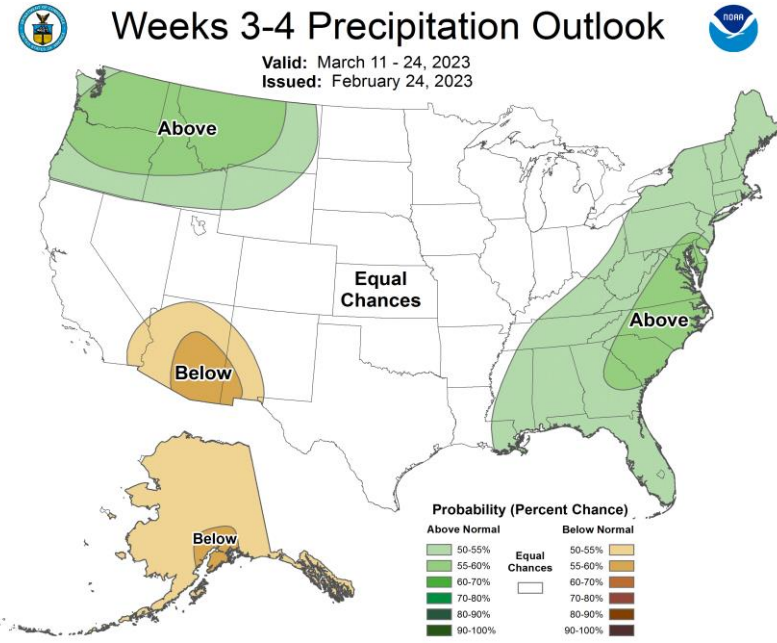 Weeks 3-4 Precipitation Outlook
NOAA
Valid: March 11 - 24, 2023
Issued: February 24, 2023
Above
Equal
Chances
Above
Below
Below
Probability (Percent Chance)
Above Normal
Below Normal
50-55%
55-60%
60-70%
70-80%
80-90%
90-100%
Equal
Chances
50-55%
55-60%
60-70%
70-80%
80-90%
90-100%